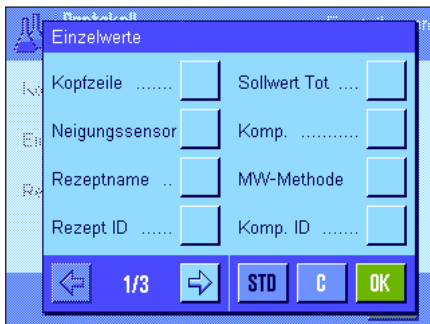 Einzelwerte
Kopfzeile .......
Sollwert Tot ....
Neigungssensor
Komp. ...........
Rezeptname ..
MW-Methode
Rezept ID ......
Komp. ID .......
1/3
STD
C
OK